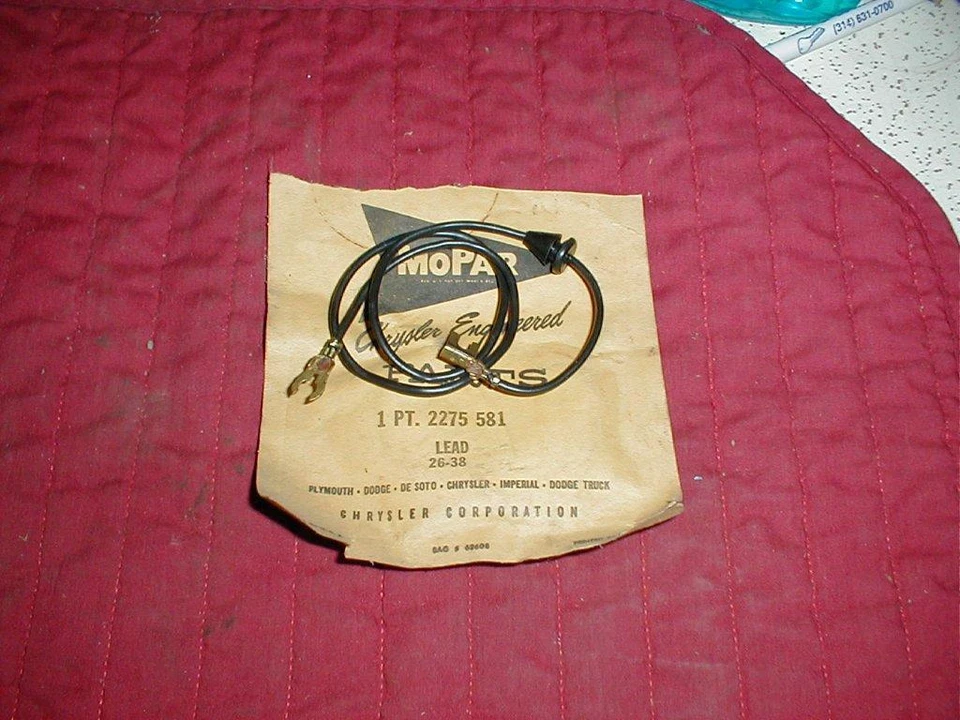 (314) 631-0700
MOPAR
Chrysler Engineered
PARTS
1 PT. 2275 581
LEAD
26-38
PLYMOUTH • DODGE • DE SOTO • CHRYSLER • IMPERIAL • DODGE TRUCK
CHRYSLER CORPORATION
BAG #